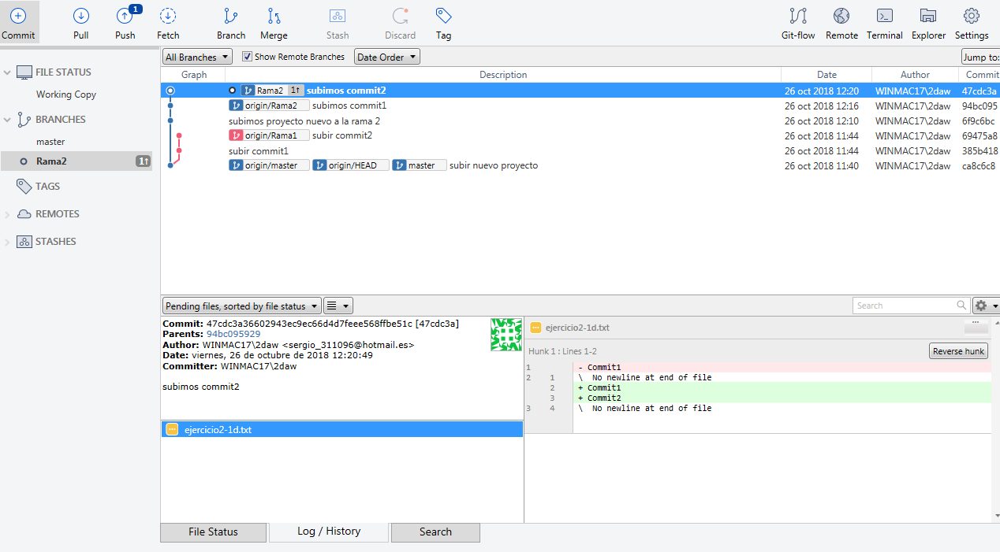 1
Commit Pull Push Fetch Branch Merge Stash Discard Tag Git-flow Remote Terminal Explorer Settings
All Branches Show Remote Branches Date Order Jump to:
Graph Description Date Author Commit
Rama2 1↑ subimos commit2 26 oct 2018 12:20 WINMAC17\2daw 47cdc3a
origin/Rama2 subimos commit1 26 oct 2018 12:16 WINMAC17\2daw 94bc095
subimos proyecto nuevo a la rama 2 26 oct 2018 12:10 WINMAC17\2daw 6f9c6bc
origin/Rama1 subir commit2 26 oct 2018 11:44 WINMAC17\2daw 69475a8
subir commit1 26 oct 2018 11:44 WINMAC17\2daw 385b418
origin/master origin/HEAD master subir nuevo proyecto 26 oct 2018 11:40 WINMAC17\2daw ca8c6c8
FILE STATUS
Working Copy
BRANCHES
master
Rama2 1↑
TAGS
REMOTES
STASHES
Pending files, sorted by file status Search
Commit: 47cdc3a36602943ec9ec66d4d7feee568ffbe51c [47cdc3a]
Parents: 94bc095929
Author: WINMAC17\2daw <sergio_311096@hotmail.es>
Date: viernes, 26 de octubre de 2018 12:20:49
Committer: WINMAC17\2daw
subimos commit2
ejercicio2-1d.txt
ejercicio2-1d.txt
Hunk 1 : Lines 1-2 Reverse hunk
1 - Commit1
2 1 \ No newline at end of file
2 + Commit1
3 + Commit2
3 4 \ No newline at end of file
File Status Log / History Search